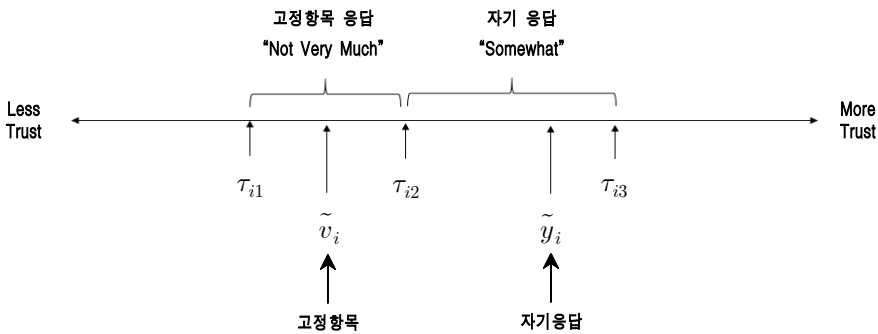 고정항목 응답
“Not Very Much”
자기 응답
“Somewhat”
Less
Trust
More
Trust
τi1
τi2
τi3
ṽi
ỹi
고정항목
자기응답